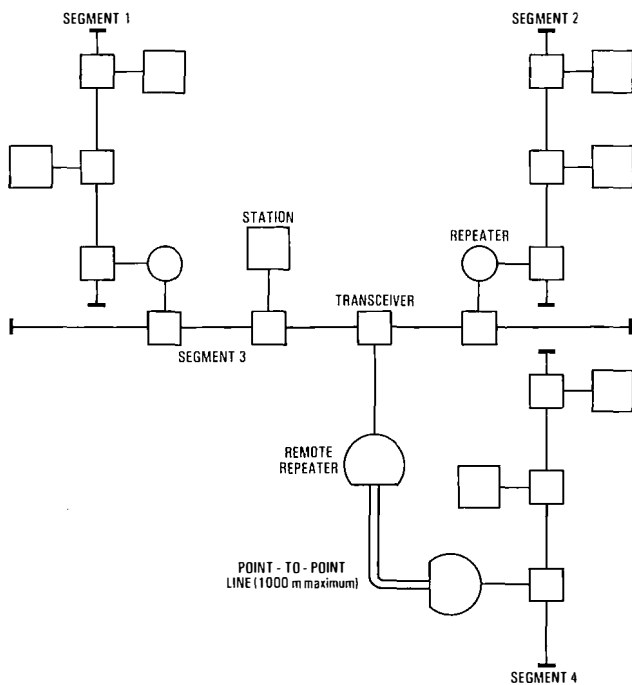 SEGMENT 1
SEGMENT 2
STATION
REPEATER
TRANSCEIVER
SEGMENT 3
REMOTE
REPEATER
POINT - TO - POINT
LINE (1000 m maximum)
SEGMENT 4